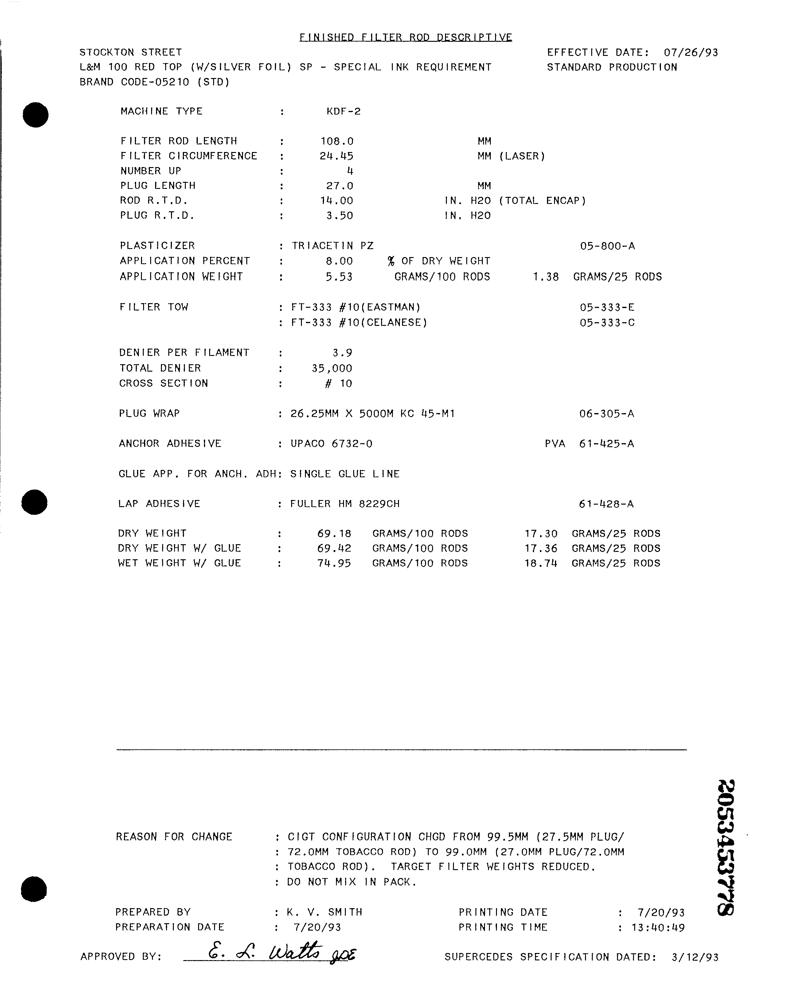 FINISHED FILTER ROD DESCRIPTIVE
STOCKTON STREET EFFECTIVE DATE: 07/26/93
L&M 100 RED TOP (W/SILVER FOIL) SP - SPECIAL INK REQUIREMENT STANDARD PRODUCTION
BRAND CODE-05210 (STD)
MACHINE TYPE : KDF-2
FILTER ROD LENGTH : 108.0 MM
FILTER CIRCUMFERENCE : 24.45 MM (LASER)
NUMBER UP : 4
PLUG LENGTH : 27.0 MM
ROD R.T.D. : 14.00 IN. H2O (TOTAL ENCAP)
PLUG R.T.D. : 3.50 IN. H2O
PLASTICIZER : TRIACETIN PZ 05-800-A
APPLICATION PERCENT : 8.00 % OF DRY WEIGHT
APPLICATION WEIGHT : 5.53 GRAMS/100 RODS 1.38 GRAMS/25 RODS
FILTER TOW : FT-333 #10(EASTMAN) 05-333-E
: FT-333 #10(CELANESE) 05-333-C
DENIER PER FILAMENT : 3.9
TOTAL DENIER : 35,000
CROSS SECTION : # 10
PLUG WRAP : 26.25MM X 5000M KC 45-M1 06-305-A
ANCHOR ADHESIVE : UPACO 6732-0 PVA 61-425-A
GLUE APP. FOR ANCH. ADH: SINGLE GLUE LINE
LAP ADHESIVE : FULLER HM 8229CH 61-428-A
DRY WEIGHT : 69.18 GRAMS/100 RODS 17.30 GRAMS/25 RODS
DRY WEIGHT W/ GLUE : 69.42 GRAMS/100 RODS 17.36 GRAMS/25 RODS
WET WEIGHT W/ GLUE : 74.95 GRAMS/100 RODS 18.74 GRAMS/25 RODS
REASON FOR CHANGE : CIGT CONFIGURATION CHGD FROM 99.5MM (27.5MM PLUG/
: 72.0MM TOBACCO ROD) TO 99.0MM (27.0MM PLUG/72.0MM
: TOBACCO ROD). TARGET FILTER WEIGHTS REDUCED.
: DO NOT MIX IN PACK.
PREPARED BY : K. V. SMITH PRINTING DATE : 7/20/93
PREPARATION DATE : 7/20/93 PRINTING TIME : 13:40:49
APPROVED BY: E. L. Watts SUPERCEDES SPECIFICATION DATED: 3/12/93
2053453778